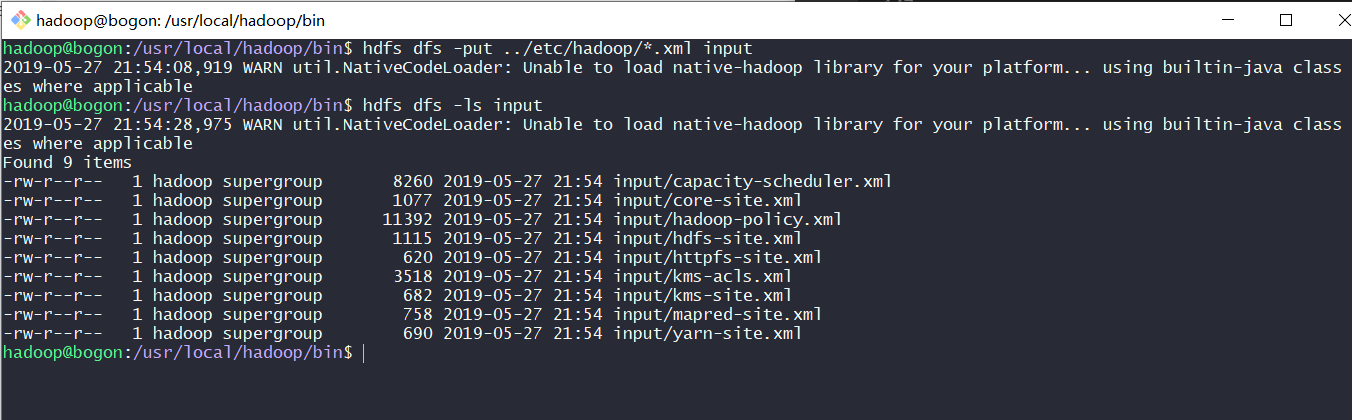 hadoop@bogon: /usr/local/hadoop/bin
hadoop@bogon:/usr/local/hadoop/bin$ hdfs dfs -put ../etc/hadoop/*.xml input
2019-05-27 21:54:08,919 WARN util.NativeCodeLoader: Unable to load native-hadoop library for your platform... using builtin-java class
es where applicable
hadoop@bogon:/usr/local/hadoop/bin$ hdfs dfs -ls input
2019-05-27 21:54:28,975 WARN util.NativeCodeLoader: Unable to load native-hadoop library for your platform... using builtin-java class
es where applicable
Found 9 items
-rw-r--r--   1 hadoop supergroup       8260 2019-05-27 21:54 input/capacity-scheduler.xml
-rw-r--r--   1 hadoop supergroup       1077 2019-05-27 21:54 input/core-site.xml
-rw-r--r--   1 hadoop supergroup      11392 2019-05-27 21:54 input/hadoop-policy.xml
-rw-r--r--   1 hadoop supergroup       1115 2019-05-27 21:54 input/hdfs-site.xml
-rw-r--r--   1 hadoop supergroup        620 2019-05-27 21:54 input/httpfs-site.xml
-rw-r--r--   1 hadoop supergroup       3518 2019-05-27 21:54 input/kms-acls.xml
-rw-r--r--   1 hadoop supergroup        682 2019-05-27 21:54 input/kms-site.xml
-rw-r--r--   1 hadoop supergroup        758 2019-05-27 21:54 input/mapred-site.xml
-rw-r--r--   1 hadoop supergroup        690 2019-05-27 21:54 input/yarn-site.xml
hadoop@bogon:/usr/local/hadoop/bin$